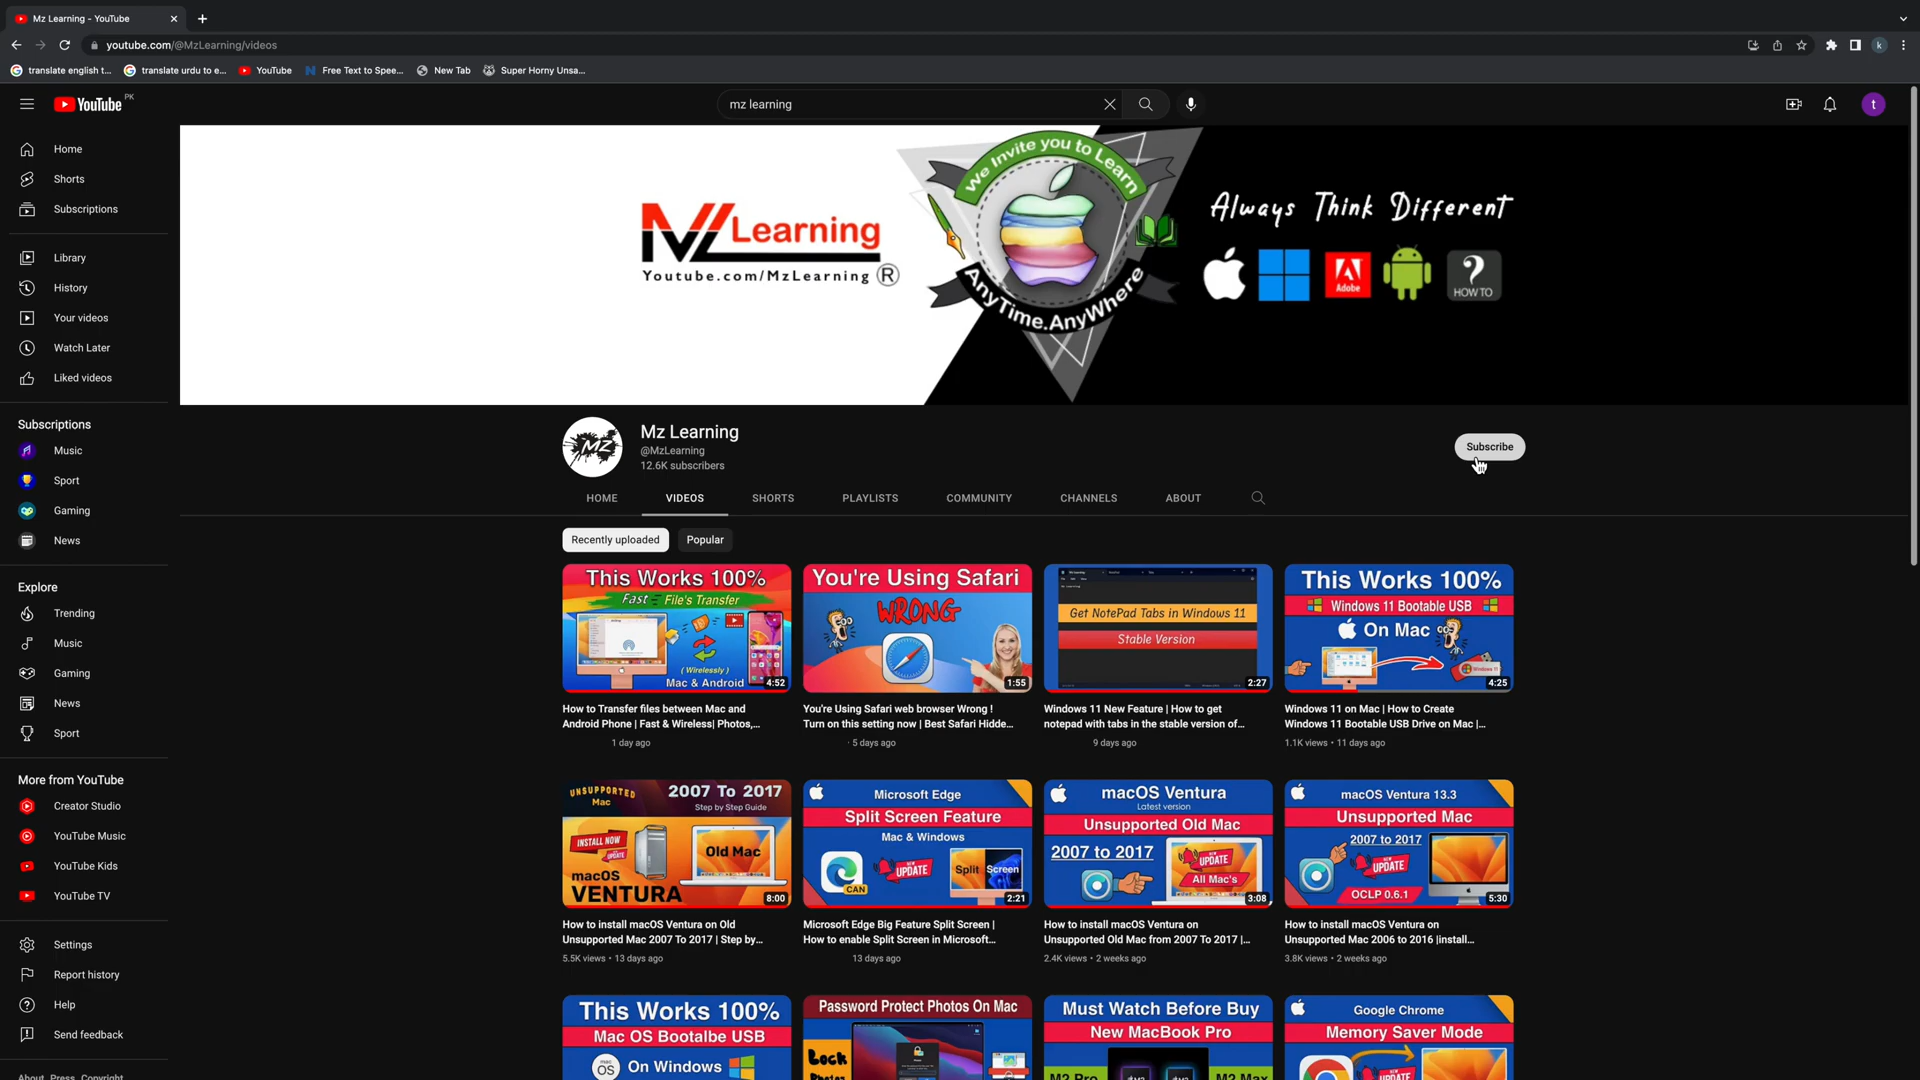 Mz Learning - YouTube
youtube.com/@MzLearning/videos
k
translate english t...
translate urdu to e...
YouTube
Free Text to Spee...
New Tab
Super Horny Unsa...
YouTube PK
mz learning
t
Home
Shorts
Subscriptions
Library
History
Your videos
Watch Later
Liked videos
Subscriptions
Music
Sport
Gaming
News
Explore
Trending
Music
Gaming
News
Sport
More from YouTube
Creator Studio
YouTube Music
YouTube Kids
YouTube TV
Settings
Report history
Help
Send feedback
About Press Copyright
MZ Learning
Youtube.com/MzLearning ®
We Invite you to Learn
AnyTime.AnyWhere
Always Think Different
Adobe
?
HOW TO
MZ
Mz Learning
@MzLearning
12.6K subscribers
Subscribe
HOME
VIDEOS
SHORTS
PLAYLISTS
COMMUNITY
CHANNELS
ABOUT
Recently uploaded
Popular
This Works 100%
Fast File's Transfer
( Wirelessly )
Mac & Android
4:52
How to Transfer files between Mac and
Android Phone | Fast & Wireless| Photos,...
1 day ago
You're Using Safari
WRONG
1:55
You're Using Safari web browser Wrong !
Turn on this setting now | Best Safari Hidde...
· 5 days ago
Get NotePad Tabs in Windows 11
Stable Version
2:27
Windows 11 New Feature | How to get
notepad with tabs in the stable version of...
9 days ago
This Works 100%
Windows 11 Bootable USB
On Mac
4:25
Windows 11 on Mac | How to Create
Windows 11 Bootable USB Drive on Mac |...
1.1K views • 11 days ago
UNSUPPORTED
Mac
2007 To 2017
Step by Step Guide
INSTALL NOW
UPDATE
Old Mac
macOS
VENTURA
8:00
How to install macOS Ventura on Old
Unsupported Mac 2007 To 2017 | Step by...
5.5K views • 13 days ago
Microsoft Edge
Split Screen Feature
Mac & Windows
UPDATE
CAN
Split Screen
2:21
Microsoft Edge Big Feature Split Screen |
How to enable Split Screen in Microsoft...
13 days ago
macOS Ventura
Latest version
Unsupported Old Mac
2007 to 2017
UPDATE
All Mac's
3:08
How to install macOS Ventura on
Unsupported Old Mac from 2007 To 2017 |...
2.4K views • 2 weeks ago
macOS Ventura 13.3
Unsupported Mac
2007 to 2017
UPDATE
OCLP 0.6.1
5:30
How to install macOS Ventura on
Unsupported Mac 2006 to 2016 |install...
3.8K views • 2 weeks ago
This Works 100%
Mac OS Bootalbe USB
mac
OS
On Windows
Password Protect Photos On Mac
Lock
Photos
Must Watch Before Buy
New MacBook Pro
M2 Pro
M2 Max
Google Chrome
Memory Saver Mode
UPDATE